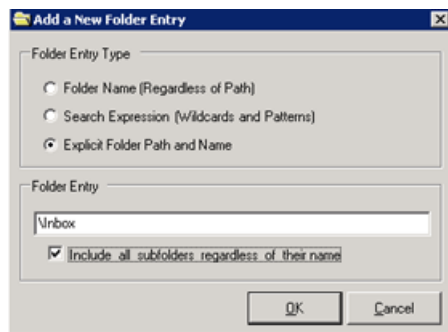 Add a New Folder Entry
Folder Entry Type
Folder Name (Regardless of Path)
Search Expression (Wildcards and Patterns)
Explicit Folder Path and Name
Folder Entry
\Inbox
Include all subfolders regardless of their name
OK
Cancel